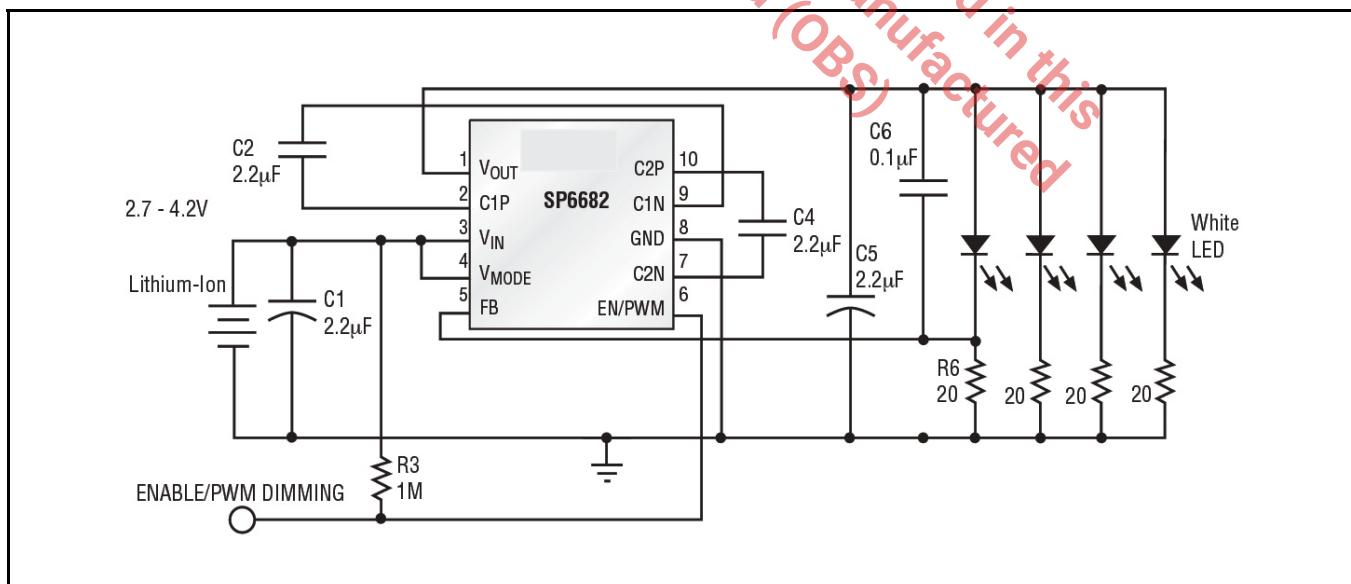 d in this
anufactured
d (OBS)
C2
2.2µF
2.7 - 4.2V
Lithium-Ion
C1
2.2µF
SP6682
1
VOUT
2
C1P
3
VIN
4
VMODE
5
FB
C2P
10
C1N
9
GND
8
C2N
7
EN/PWM
6
C4
2.2µF
C5
2.2µF
C6
0.1µF
White
LED
R6
20
20
20
20
R3
1M
ENABLE/PWM DIMMING